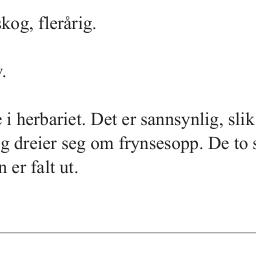 skog, flerårig.
e i herbariet. Det er sannsynlig, slik
g dreier seg om frynsesopp. De to s
n er falt ut.